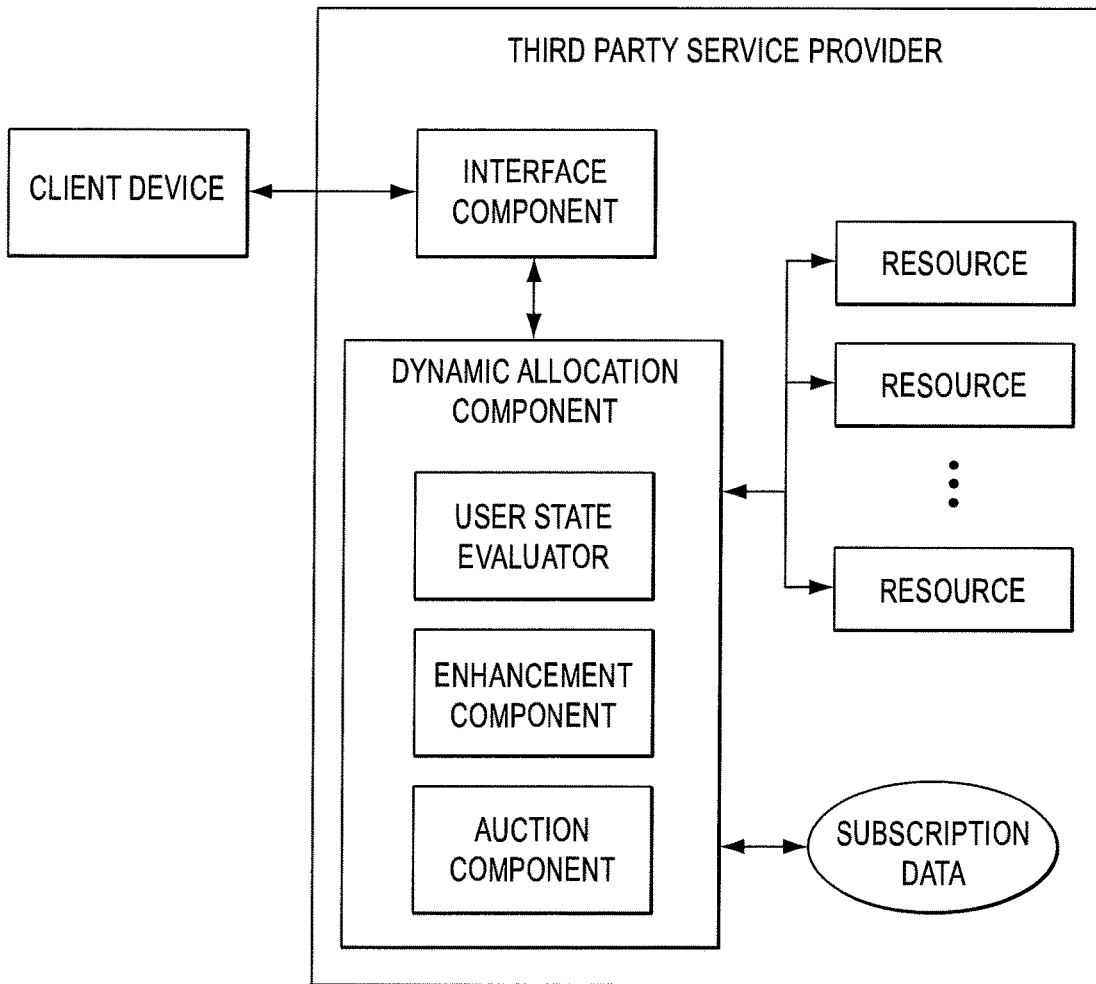 THIRD PARTY SERVICE PROVIDER
CLIENT DEVICE
INTERFACE
COMPONENT
RESOURCE
DYNAMIC ALLOCATION
COMPONENT
RESOURCE
USER STATE
EVALUATOR
RESOURCE
ENHANCEMENT
COMPONENT
AUCTION
COMPONENT
SUBSCRIPTION
DATA